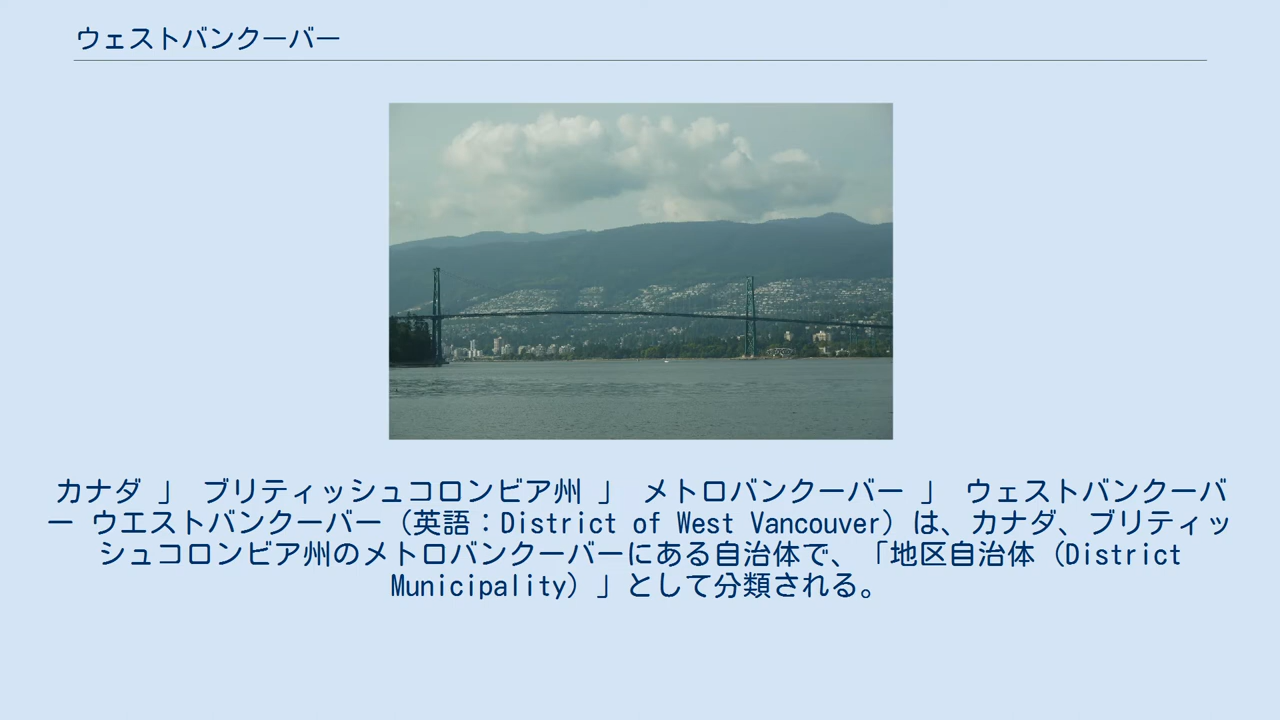 ウェストバンクーバー
カナダ 」 ブリティッシュコロンビア州 」 メトロバンクーバー 」 ウェストバンクーバ
ー ウエストバンクーバー（英語：District of West Vancouver）は、カナダ、ブリティッ
シュコロンビア州のメトロバンクーバーにある自治体で、「地区自治体（District
Municipality）」として分類される。